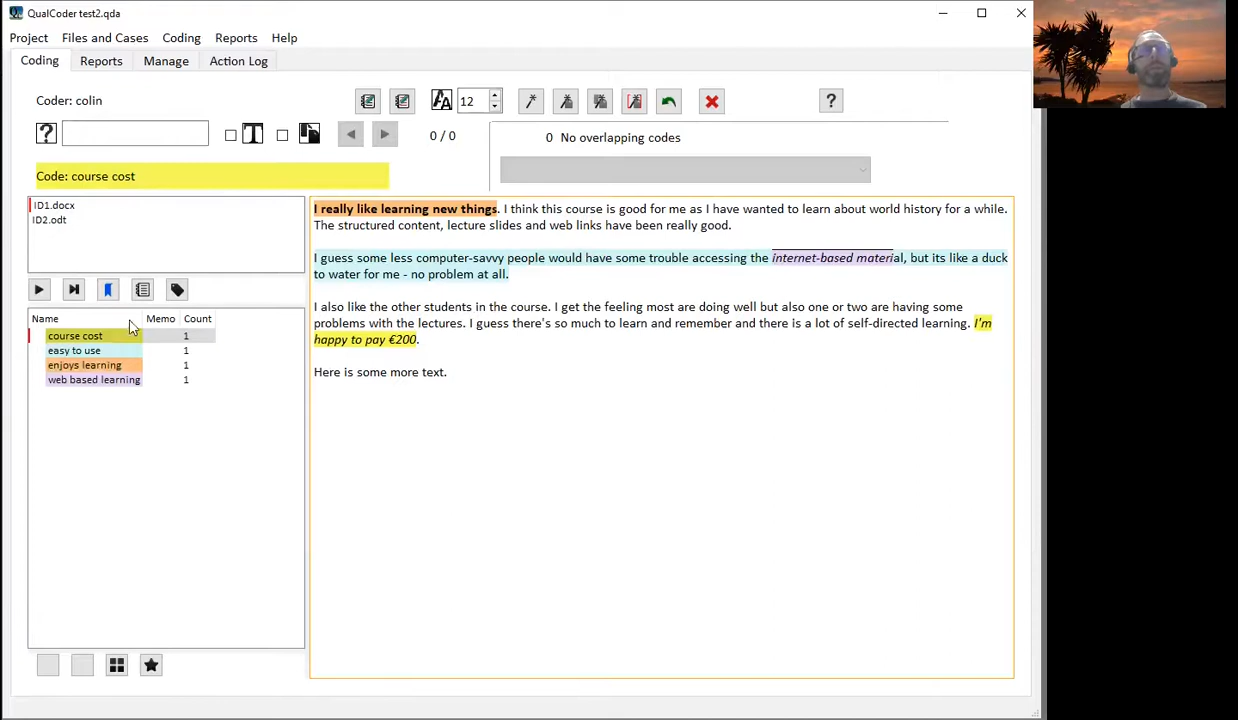 QualCoder test2.qda
Project Files and Cases Coding Reports Help
Coding Reports Manage Action Log
Coder: colin
12
?
?
T
0 / 0
0 No overlapping codes
Code: course cost
ID1.docx
ID2.odt
Name Memo Count
course cost 1
easy to use 1
enjoys learning 1
web based learning 1
I really like learning new things. I think this course is good for me as I have wanted to learn about world history for a while.
The structured content, lecture slides and web links have been really good.
I guess some less computer-savvy people would have some trouble accessing the internet-based material, but its like a duck
to water for me - no problem at all.
I also like the other students in the course. I get the feeling most are doing well but also one or two are having some
problems with the lectures. I guess there's so much to learn and remember and there is a lot of self-directed learning. I'm
happy to pay €200.
Here is some more text.